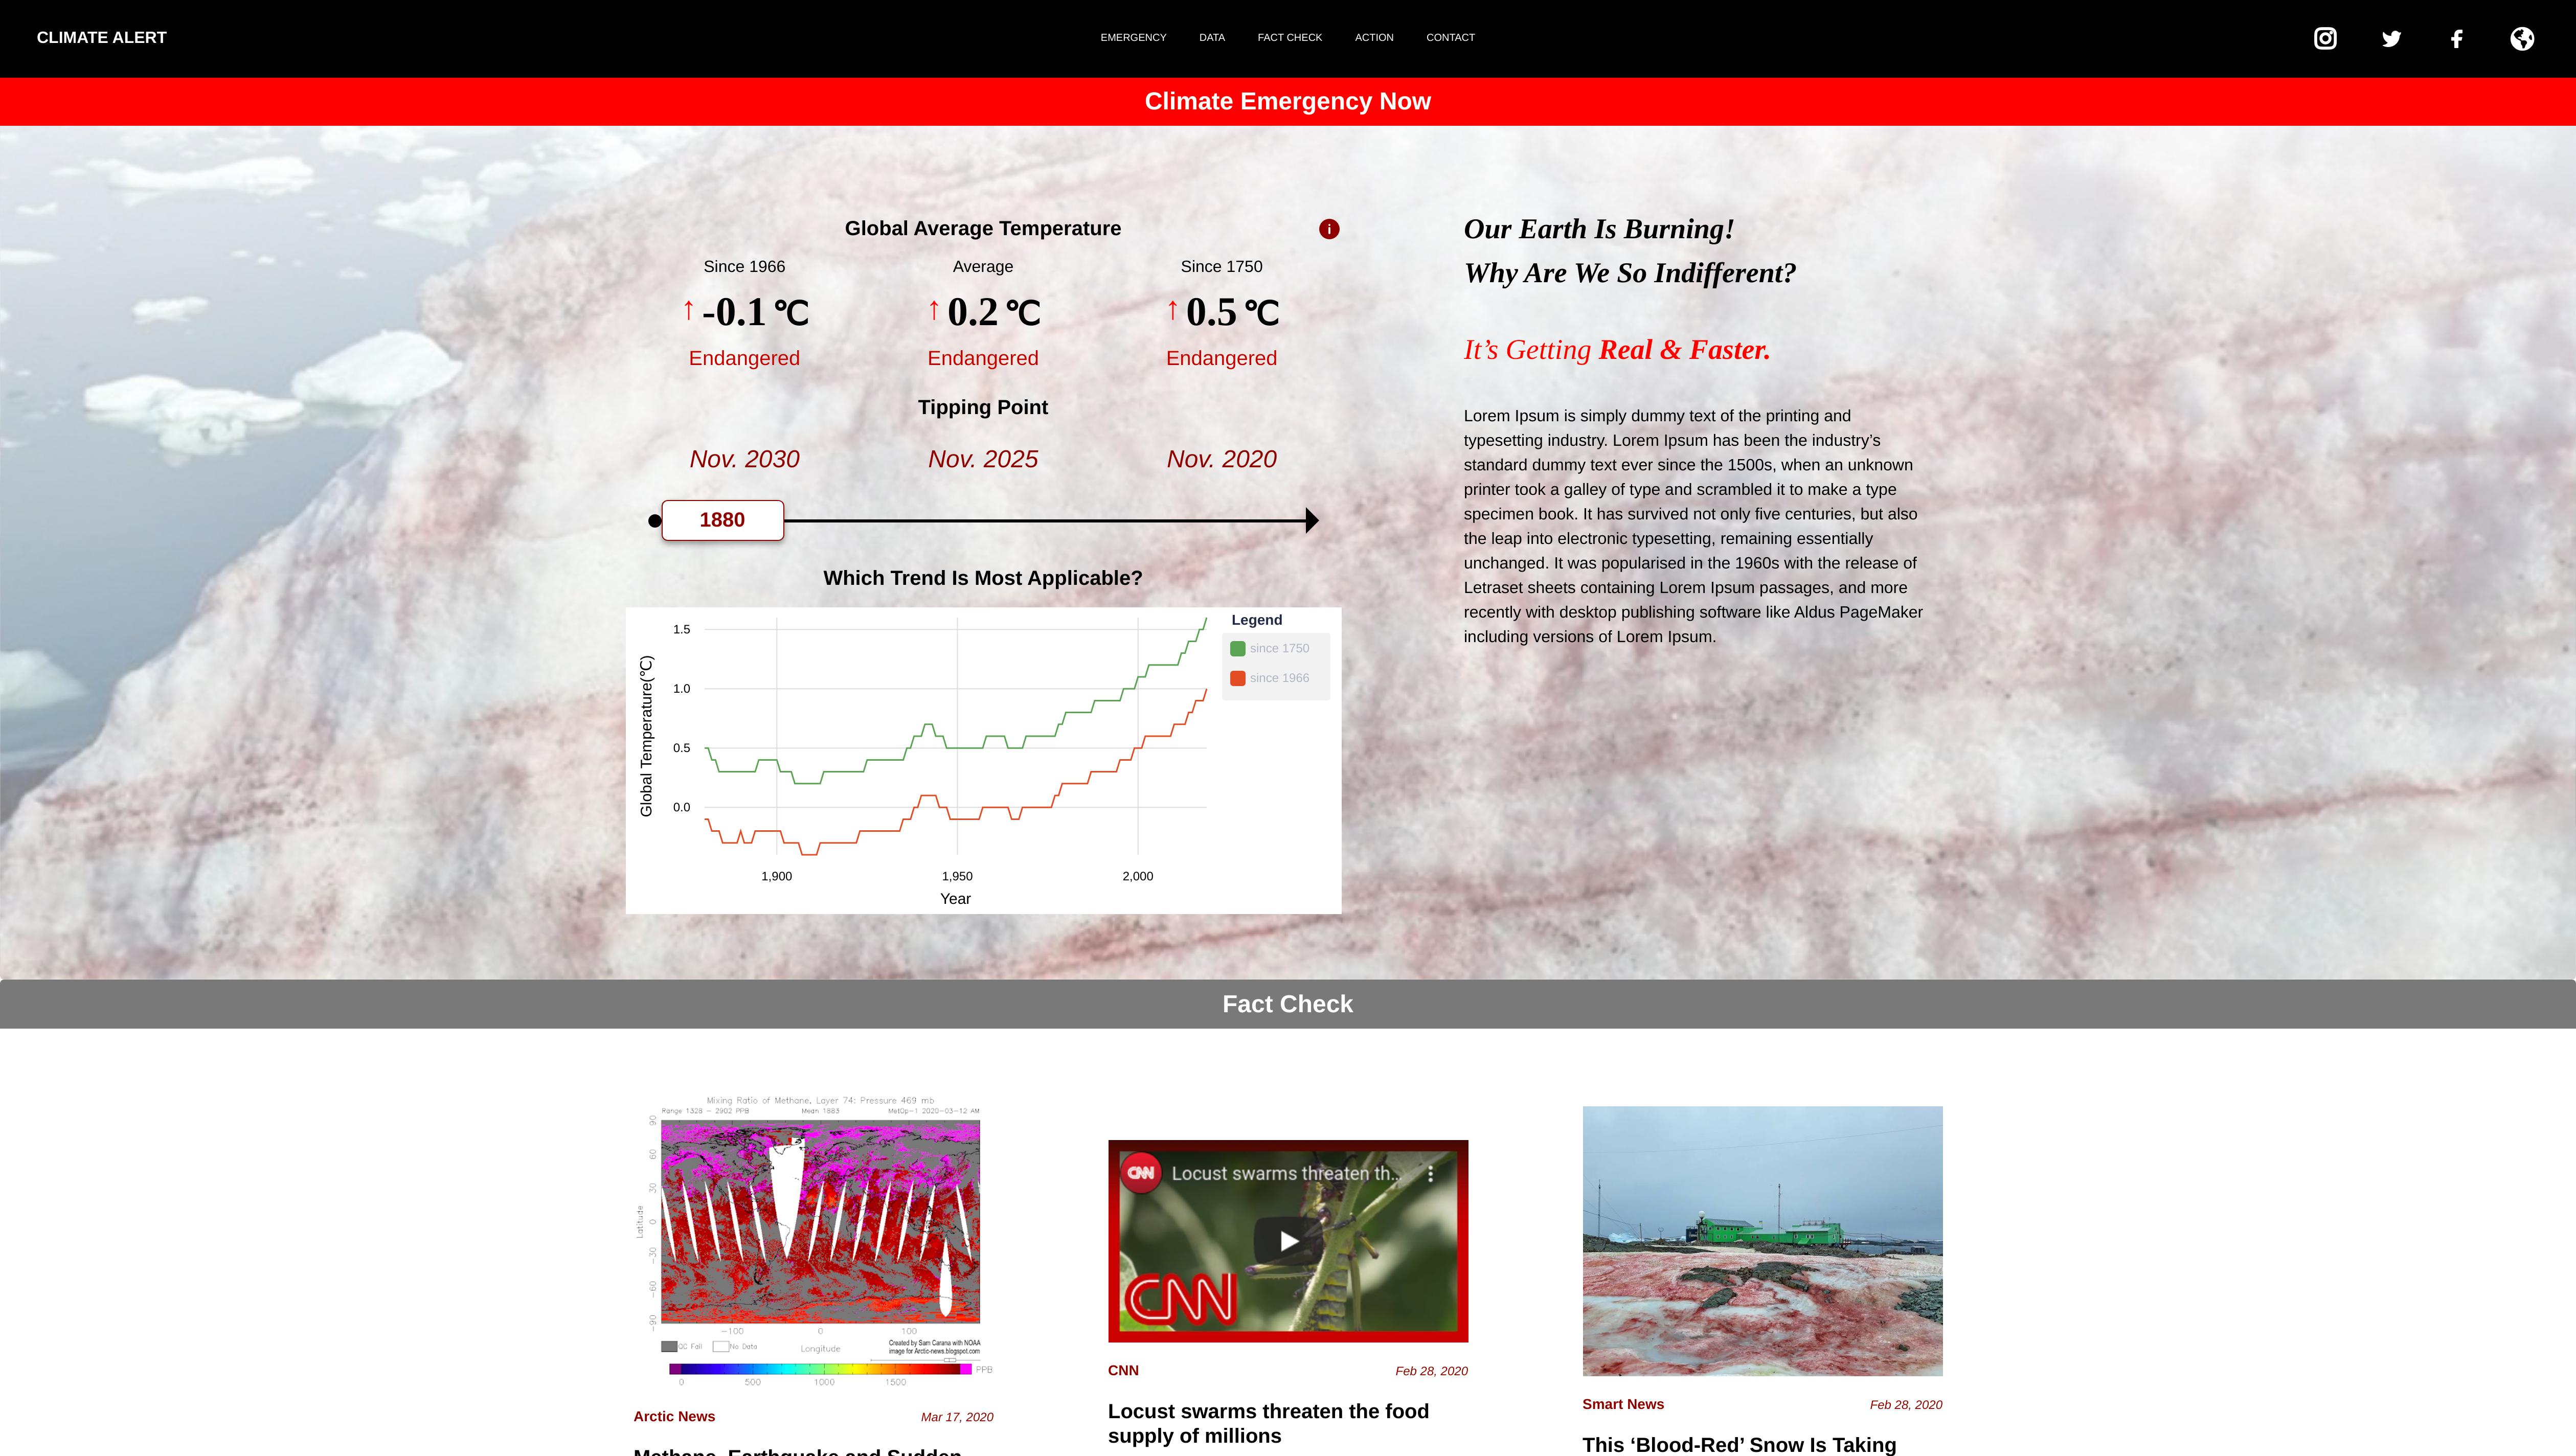 CLIMATE ALERT
EMERGENCY DATA FACT CHECK ACTION CONTACT
Climate Emergency Now
Global Average Temperature
i
Since 1966 Average Since 1750
↑ -0.1 ℃ ↑ 0.2 ℃ ↑ 0.5 ℃
Endangered Endangered Endangered
Tipping Point
Nov. 2030 Nov. 2025 Nov. 2020
1880
Which Trend Is Most Applicable?
Legend
since 1750
since 1966
Global Temperature(℃)
1.5
1.0
0.5
0.0
1,900 1,950 2,000
Year
Our Earth Is Burning!
Why Are We So Indifferent?
It’s Getting Real & Faster.
Lorem Ipsum is simply dummy text of the printing and
typesetting industry. Lorem Ipsum has been the industry’s
standard dummy text ever since the 1500s, when an unknown
printer took a galley of type and scrambled it to make a type
specimen book. It has survived not only five centuries, but also
the leap into electronic typesetting, remaining essentially
unchanged. It was popularised in the 1960s with the release of
Letraset sheets containing Lorem Ipsum passages, and more
recently with desktop publishing software like Aldus PageMaker
including versions of Lorem Ipsum.
Fact Check
Mixing Ratio of Methane, Layer 74: Pressure 469 mb
Range 1328 - 2902 PPB Mean 1883 MetOp-1 2020-03-12 AM
Latitude
90
60
30
0
-30
-60
-90
-100 0 100
QC Fail No Data Longitude
Created by Sam Carana with NOAA
image for Arctic-news.blogspot.com
PPB
0 500 1000 1500
Arctic News Mar 17, 2020
Methane, Earthquake and Sudden
CNN Locust swarms threaten th...
CNN
CNN Feb 28, 2020
Locust swarms threaten the food
supply of millions
Smart News Feb 28, 2020
This ‘Blood-Red’ Snow Is Taking